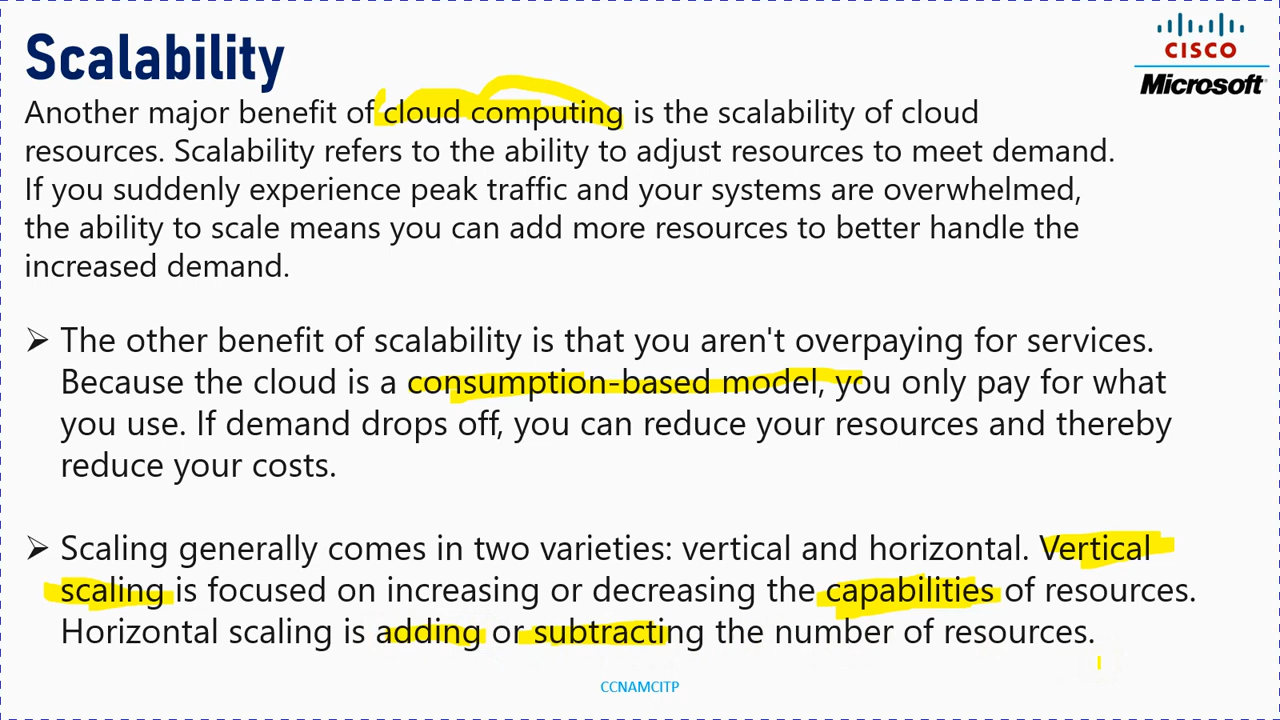 Scalability
CISCO
Microsoft
Another major benefit of cloud computing is the scalability of cloud
resources. Scalability refers to the ability to adjust resources to meet demand.
If you suddenly experience peak traffic and your systems are overwhelmed,
the ability to scale means you can add more resources to better handle the
increased demand.
➢ The other benefit of scalability is that you aren't overpaying for services.
Because the cloud is a consumption-based model, you only pay for what
you use. If demand drops off, you can reduce your resources and thereby
reduce your costs.
➢ Scaling generally comes in two varieties: vertical and horizontal. Vertical
scaling is focused on increasing or decreasing the capabilities of resources.
Horizontal scaling is adding or subtracting the number of resources.
CCNAMCITP